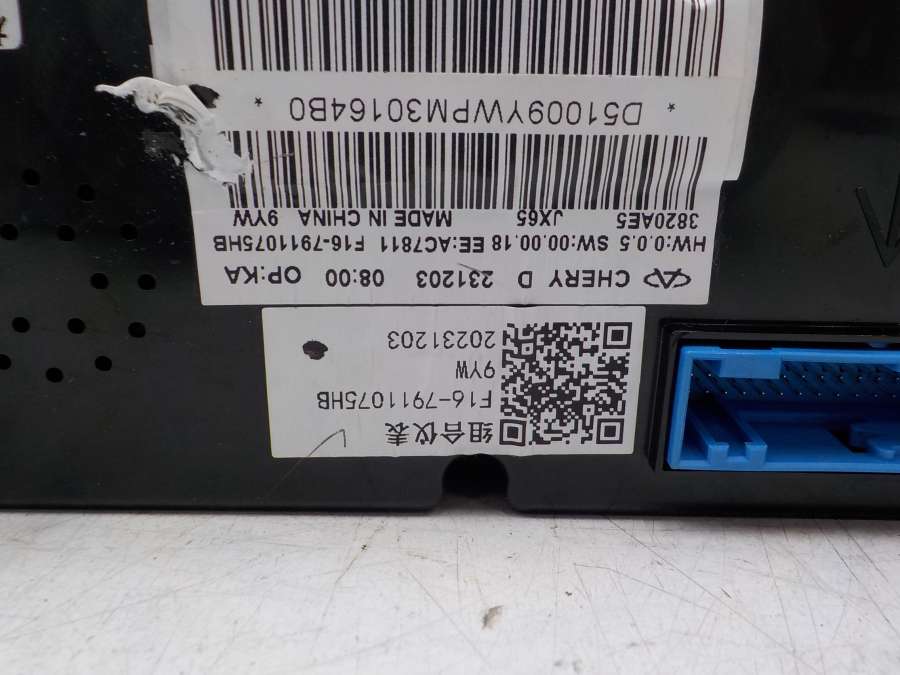 组合仪表
F16-7911075HB
9YW
20231203
CHERY D 231203 08:00 OP:KA
HW:0.0.5 SW:00.00.18 EE:AC7811 F16-7911075HB
3820AE5 JX65 MADE IN CHINA 9YW
* D51009YWPM30164B0 *